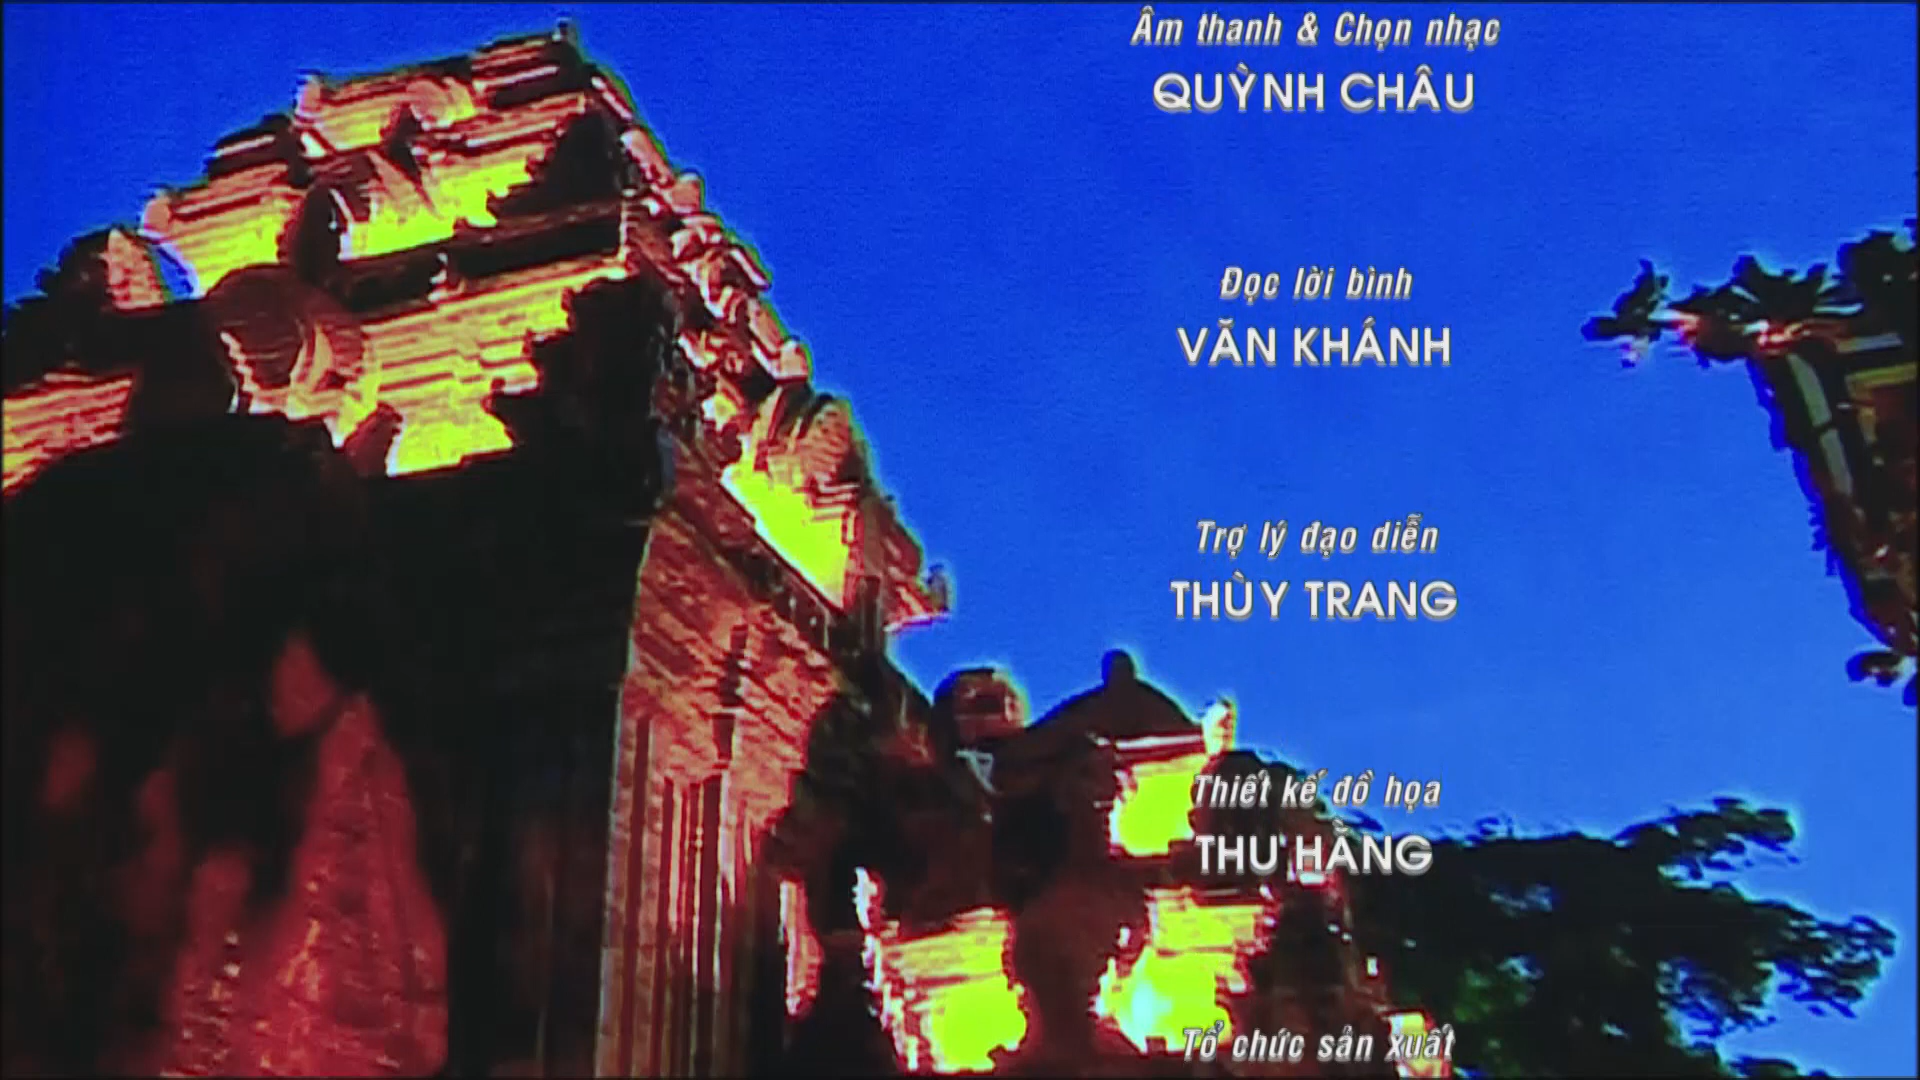 Âm thanh & Chọn nhạc
QUỲNH CHÂU
Đọc lời bình
VĂN KHÁNH
Trợ lý đạo diễn
THÙY TRANG
Thiết kế đồ họa
THU HẰNG
Tổ chức sản xuất